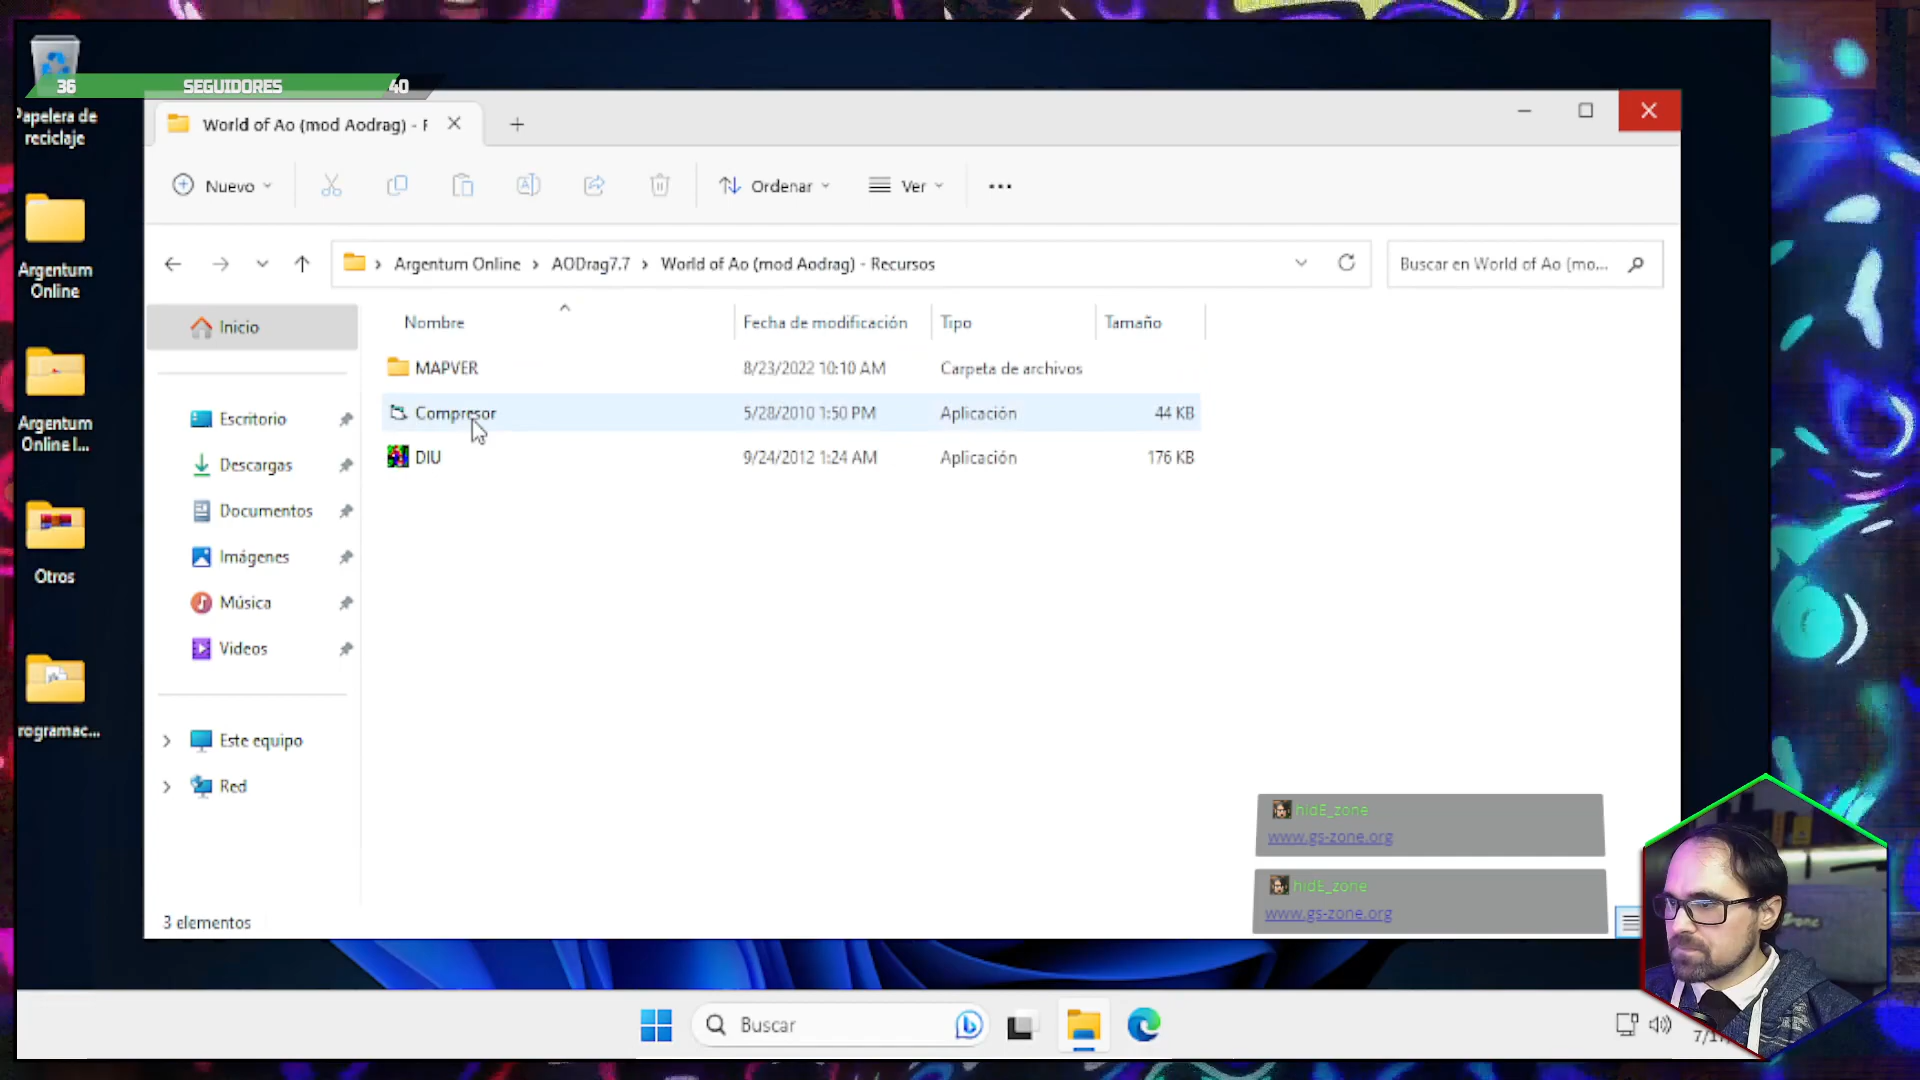 36 SEGUIDORES 40
Papelera de
reciclaje
Argentum
Online
Argentum
Online I...
Otros
rogramac...
World of Ao (mod Aodrag) - F
Nuevo
Ordenar
Ver
Argentum Online > AODrag7.7 > World of Ao (mod Aodrag) - Recursos
Buscar en World of Ao (mo...
Inicio
Escritorio
Descargas
Documentos
Imágenes
Música
Videos
Este equipo
Red
Nombre Fecha de modificación Tipo Tamaño
MAPVER 8/23/2022 10:10 AM Carpeta de archivos
Compresor 5/28/2010 1:50 PM Aplicación 44 KB
DIU 9/24/2012 1:24 AM Aplicación 176 KB
hidE_zone
www.gs-zone.org
hidE_zone
www.gs-zone.org
3 elementos
Buscar